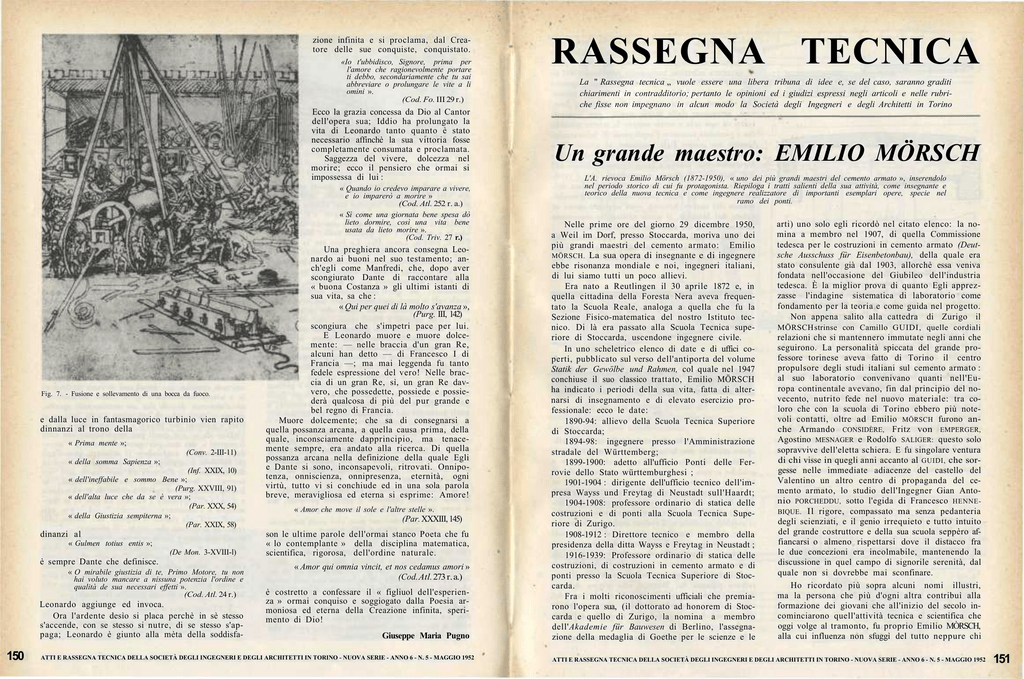 Fig. 7. - Fusione e sollevamento di una bocca da fuoco.
e dalla luce in fantasmagorico turbinio vien rapito
dinnanzi al trono della
« Prima mente »;
(Conv. 2-III-11)
« della somma Sapienza »;
(Inf. XXIX, 10)
« dell'ineffabile e sommo Bene »;
(Purg. XXVIII, 91)
« dell'alta luce che da se è vera »;
(Par. XXX, 54)
« della Giustizia sempiterna »;
(Par. XXIX, 58)
dinanzi al
« Gulmen totius entis »;
(De Mon. 3-XVIII-l)
è sempre Dante che definisce.
« O mirabile giustizia di te, Primo Motore, tu non
hai voluto mancare a nissuna potenzia l'ordine e
qualità de sua necessari effetti ».
(Cod. Atl. 24 r.)
Leonardo aggiunge ed invoca.
Ora l'ardente desio si placa perchè in sè stesso
s'accende, con se stesso si nutre, di se stesso s'ap-
paga; Leonardo è giunto alla mèta della soddisfa-
zione infinita e si proclama, dal Crea-
tore delle sue conquiste, conquistato.
«Io t'ubbidisco, Signore, prima per
l'amore che ragionevolmente portare
ti debbo, secondariamente che tu sai
abbreviare o prolungare le vite a li
omini ».
(Cod. Fo. III 29 r.)
Ecco la grazia concessa da Dio al Cantor
dell'opera sua; Iddio ha prolungato la
vita di Leonardo tanto quanto è stato
necessario affinchè la sua vittoria fosse
completamente consumata e proclamata.
Saggezza del vivere, dolcezza nel
morire; ecco il pensiero che ormai si
impossessa di lui :
« Quando io credevo imparare a vivere,
e io imparerò a morire »
(Cod. Atl. 252 r. a.)
« Sì come una giornata bene spesa dò
lieto dormire, così una vita bene
usata da lieto morire ».
(Cod. Triv. 27 r.)
Una preghiera ancora consegna Leo-
nardo ai buoni nel suo testamento; an-
ch'egli come Manfredi, che, dopo aver
scongiurato Dante di raccontare alla
« buona Costanza » gli ultimi istanti di
sua vita, sa che :
« Qui per quei di là molto s'avanza »,
(Purg. III, 142)
scongiura che s'impetri pace per lui.
E Leonardo muore e muore dolce-
mente: — nelle braccia d'un gran Re,
alcuni han detto — di Francesco I di
Francia —; ma mai leggenda fu tanto
fedele espressione del vero! Nelle brac-
cia di un gran Re, sì, un gran Re dav-
vero, che possedette, possiede e possie-
derà qualcosa di più del pur grande e
bel regno di Francia.
Muore dolcemente; che sa di consegnarsi a
quella possanza arcana, a quella causa prima, della
quale, inconsciamente dapprincipio, ma tenace-
mente sempre, era andato alla ricerca. Di quella
possanza arcana nella definizione della quale Egli
e Dante si sono, inconsapevoli, ritrovati. Onnipo-
tenza, onniscienza, onnipresenza, eternità, ogni
virtù, tutto vi si conchiude ed in una sola parola
breve, meravigliosa ed eterna si esprime: Amore!
« Amor che move il sole e l'altre stelle ».
(Par. XXXIII, 145)
son le ultime parole dell'ormai stanco Poeta che fu
« lo contemplante » della disciplina matematica,
scientifica, rigorosa, dell'ordine naturale.
« Amor qui omnia vincit, et nos cedamus amori »
(Cod.Atl. 273 r. a.)
è costretto a confessare il « figliuol dell'esperien-
za » ormai conquiso e soggiogato dalla Poesia ar-
moniosa ed eterna della Creazione infinita, speri-
mento di Dio!
Giuseppe Maria Pugno
150 ATTI E RASSEGNA TECNICA DELLA SOCIETÀ DEGLI INGEGNERI E DEGLI ARCHITETTI IN TORINO - NUOVA SERIE - ANNO 6 - N. 5 - MAGGIO 1952
RASSEGNA TECNICA
La " Rassegna tecnica „ vuole essere una libera tribuna di idee e, se del caso, saranno graditi
chiarimenti in contradditorio; pertanto le opinioni ed i giudizi espressi negli articoli e nelle rubri-
che fisse non impegnano in alcun modo la Società degli Ingegneri e degli Architetti in Torino
Un grande maestro: EMILIO MÖRSCH
L'A. rievoca Emilio Mörsch (1872-1950), « uno dei più grandi maestri del cemento armato », inserendolo
nel periodo storico di cui fu protagonista. Riepiloga i tratti salienti della sua attività, come insegnante e
teorico della nuova tecnica e come ingegnere realizzatore di importanti esemplari opere, specie nel
ramo dei ponti.
Nelle prime ore del giorno 29 dicembre 1950,
a Weil im Dorf, presso Stoccarda, moriva uno dei
più grandi maestri del cemento armato: Emilio
MÖRSCH. La sua opera di insegnante e di ingegnere
ebbe risonanza mondiale e noi, ingegneri italiani,
di lui siamo tutti un poco allievi.
Era nato a Reutlingen il 30 aprile 1872 e, in
quella cittadina della Foresta Nera aveva frequen-
tato la Scuola Reale, analoga a quella che fu la
Sezione Fisico-matematica del nostro Istituto tec-
nico. Di là era passato alla Scuola Tecnica supe-
riore di Stoccarda, uscendone ingegnere civile.
In uno scheletrico elenco di date e di uffici co-
perti, pubblicato sul verso dell'antiporta del volume
Statik der Gewölbe und Rahmen, col quale nel 1947
conchiuse il suo classico trattato, Emilio MÖRSCH
ha indicato i periodi della sua vita, fatta di alter-
narsi di insegnamento e di elevato esercizio pro-
fessionale: ecco le date:
1890-94: allievo della Scuola Tecnica Superiore
di Stoccarda;
1894-98: ingegnere presso l'Amministrazione
stradale del Württemberg;
1899-1900: adetto all'ufficio Ponti delle Fer-
rovie dello Stato württemburghesi ;
1901-1904 : dirigente dell'ufficio tecnico dell'im-
presa Wayss und Freytag di Neustadt sull'Haardt;
1904-1908: professore ordinario di statica delle
costruzioni e di ponti alla Scuola Tecnica Supe-
riore di Zurigo.
1908-1912 : Direttore tecnico e membro della
presidenza della ditta Wayss e Freytag in Neustadt ;
1916-1939: Professore ordinario di statica delle
costruzioni, di costruzioni in cemento armato e di
ponti presso la Scuola Tecnica Superiore di Stoc-
carda.
Fra i molti riconoscimenti ufficiali che premia-
rono l'opera sua, (il dottorato ad honorem di Stoc-
carda e quello di Zurigo, la nomina a membro
dell'Akademie für Bauwesen di Berlino, l'assegna-
zione della medaglia di Goethe per le scienze e le
arti) uno solo egli ricordò nel citato elenco: la no-
mina a membro nel 1907, di quella Commissione
tedesca per le costruzioni in cemento armato (Deut-
sche Ausschuss für Eisenbetonbau), della quale era
stato consulente già dal 1903, allorchè essa veniva
fondata nell'occasione del Giubileo dell'industria
tedesca. È la miglior prova di quanto Egli apprez-
zasse l'indagine sistematica di laboratorio come
fondamento per la teoria e come guida nel progetto.
Non appena salito alla cattedra di Zurigo il
MÖRSCH strinse con Camillo GUIDI, quelle cordiali
relazioni che si mantennero immutate negli anni che
seguirono. La personalità spiccata del grande pro-
fessore torinese aveva fatto di Torino il centro
propulsore degli studi italiani sul cemento armato :
al suo laboratorio convenivano quanti nell'Eu-
ropa continentale avevano, fin dal principio del no-
vecento, nutrito fede nel nuovo materiale: tra co-
loro che con la scuola di Torino ebbero più note-
voli contatti, oltre ad Emilio MÖRSCH furono an-
che Armando CONSIDÈRE, Fritz von EMPERGER,
Agostino MESNAGER e Rodolfo SALIGER: questo solo
sopravvive dell'eletta schiera. E fu singolare ventura
di chi visse in quegli anni accanto al GUIDI, che sor-
gesse nelle immediate adiacenze del castello del
Valentino un altro centro di propaganda del ce-
mento armato, lo studio dell'Ingegner Gian Anto-
nio PORCHEDDU, sotto l'egida di Francesco HENNE-
BIQUE. Il rigore, compassato ma senza pedanteria
degli scienziati, e il genio irrequieto e tutto intuito
del grande costruttore e della sua scuola seppèro af-
fiancarsi o almeno rispettarsi dove il distacco fra
le due concezioni era incolmabile, mantenendo la
discussione in quel campo di signorile serenità, dal
quale non si dovrebbe mai sconfinare.
Ho ricordato più sopra alcuni nomi illustri,
ma la persona che più d'ogni altra contribuì alla
formazione dei giovani che all'inizio del secolo in-
cominciarono quell'attività tecnica e scientifica che
oggi volge al tramonto, fu proprio Emilio MÖRSCH,
alla cui influenza non sfuggì del tutto neppure chi
ATTI E RASSEGNA TECNICA DELLA SOCIETÀ DEGLI INGEGNERI E DEGLI ARCHITETTI IN TORINO - NUOVA SERIE - ANNO 6 - N. 5 - MAGGIO 1952 151